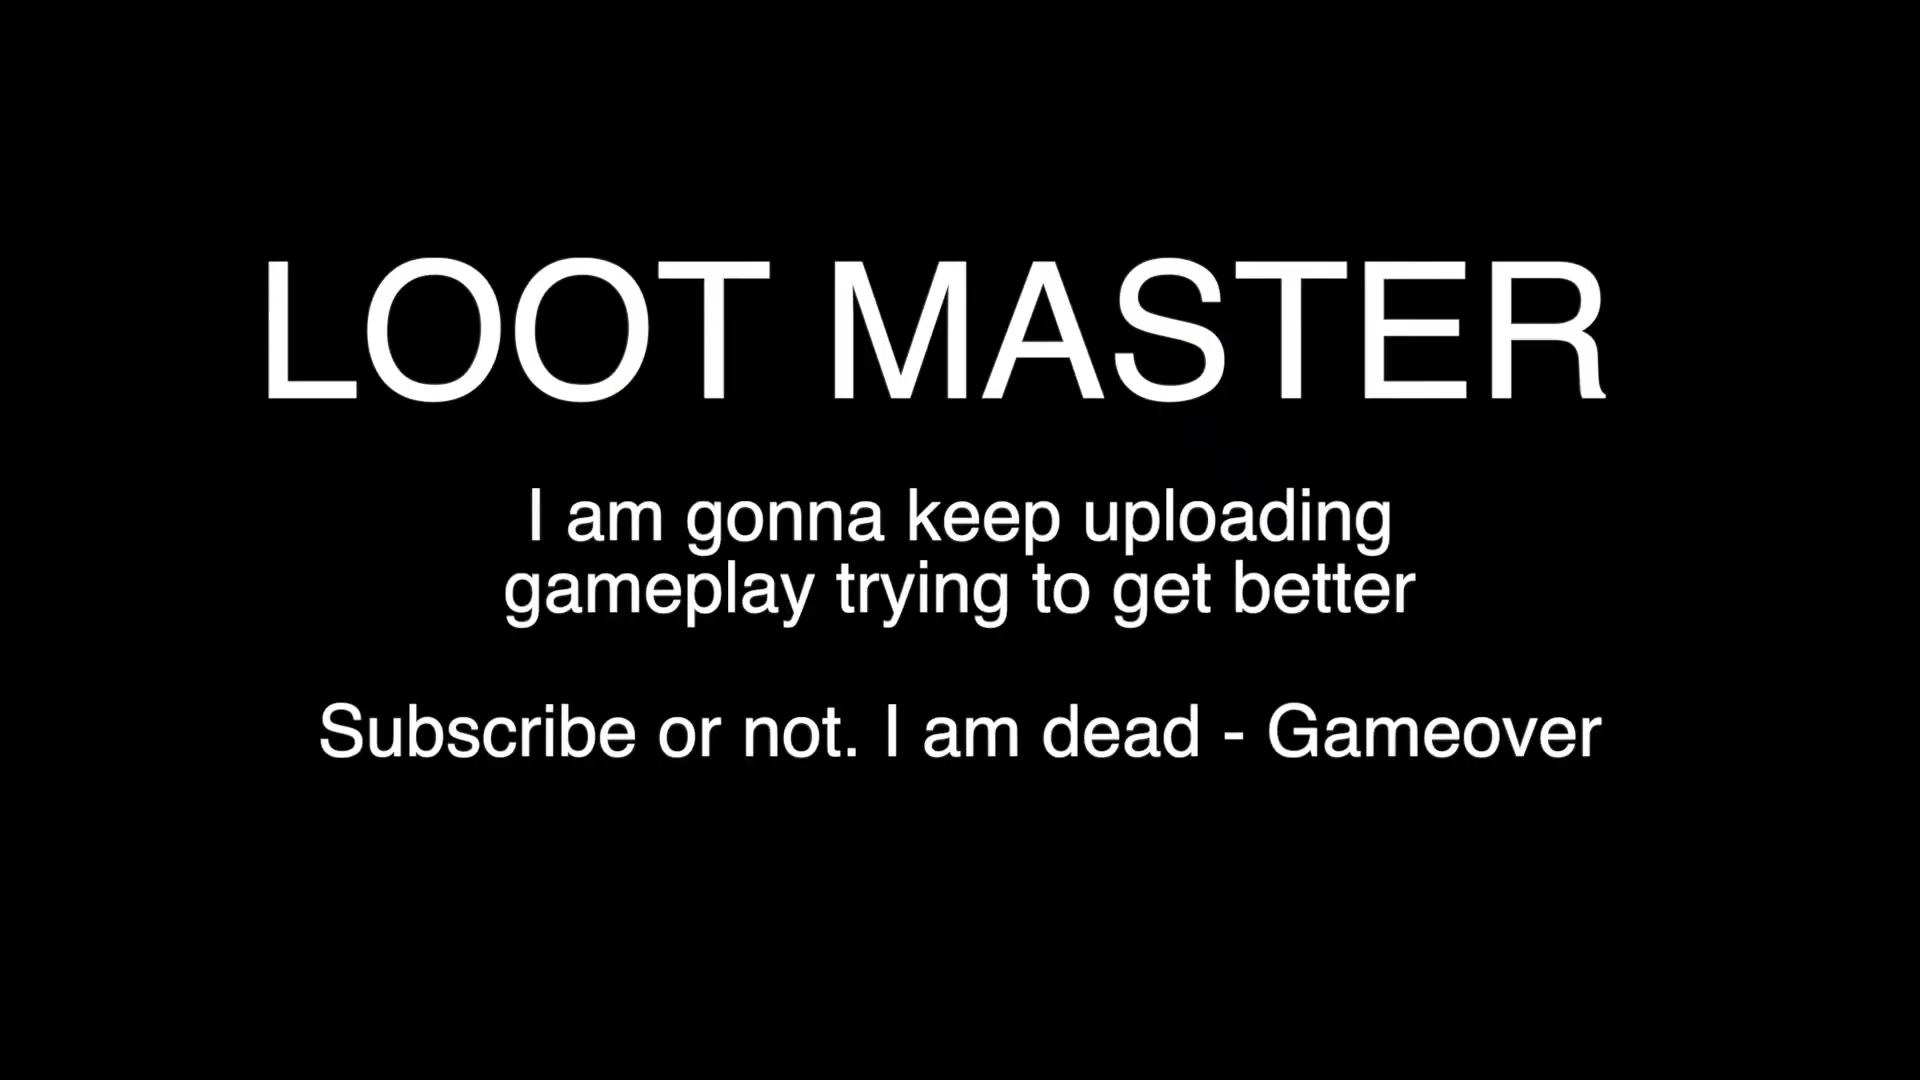 LOOT MASTER
I am gonna keep uploading
gameplay trying to get better
Subscribe or not. I am dead - Gameover